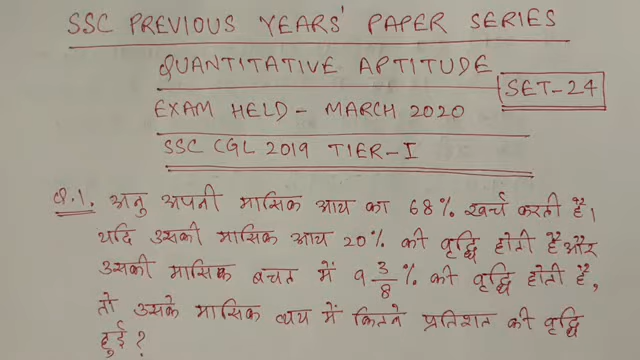 SSC PREVIOUS YEARS' PAPER SERIES
QUANTITATIVE APTITUDE
SET-24
EXAM HELD - MARCH 2020
SSC CGL 2019 TIER-I
Q.1. अनु अपनी मासिक आय का 68% खर्च करती है।
यदि उसकी मासिक आय 20% की वृद्धि होती है और
उसकी मासिक बचत में 9 3/8 % की वृद्धि होती है,
तो उसके मासिक व्यय में कितने प्रतिशत की वृद्धि
हुई?